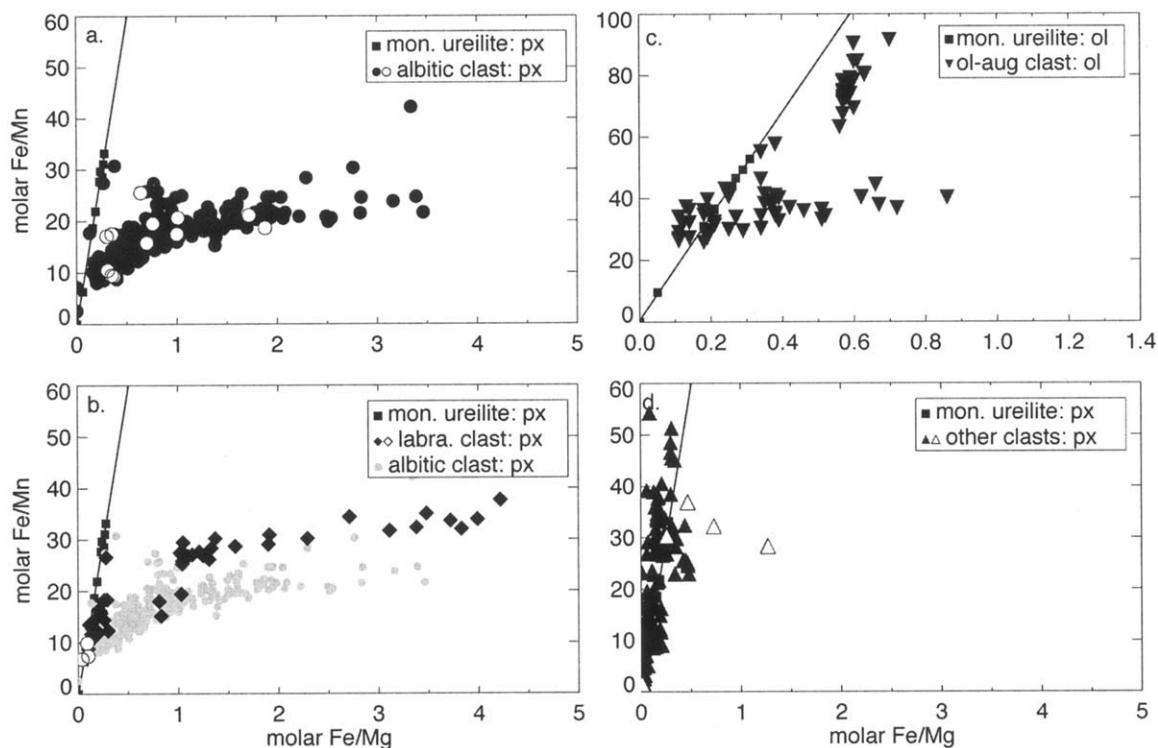 a.
■ mon. ureilite: px
●○ albitic clast: px
60
50
40
30
20
10
0
0 1 2 3 4 5
molar Fe/Mn
c.
■ mon. ureilite: ol
▼ ol-aug clast: ol
100
80
60
40
20
0
0.0 0.2 0.4 0.6 0.8 1.0 1.2 1.4
b.
■ mon. ureilite: px
◆◇ labra. clast: px
● albitic clast: px
60
50
40
30
20
10
0
0 1 2 3 4 5
molar Fe/Mn
molar Fe/Mg
d.
■ mon. ureilite: px
▲△ other clasts: px
60
50
40
30
20
10
0
0 1 2 3 4 5
molar Fe/Mg